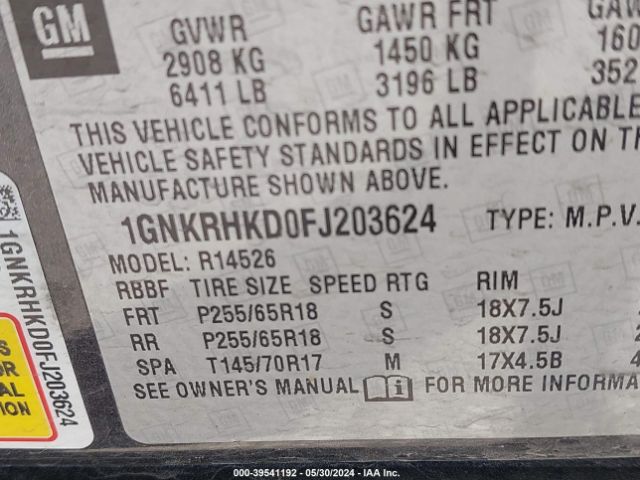 GM
GVWR GAWR FRT
2908 KG 1450 KG
6411 LB 3196 LB
THIS VEHICLE CONFORMS TO ALL APPLICABLE
VEHICLE SAFETY STANDARDS IN EFFECT ON
MANUFACTURE SHOWN ABOVE.
1GNKRHKD0FJ203624 TYPE: M.P.V.
MODEL: R14526
RBBF TIRE SIZE SPEED RTG RIM
FRT P255/65R18 S 18X7.5J
RR P255/65R18 S 18X7.5J
SPA T145/70R17 M 17X4.5B
SEE OWNER'S MANUAL FOR MORE
1GNKRHKD0FJ203624
000-39541192 - 05/30/2024 - IAA Inc.